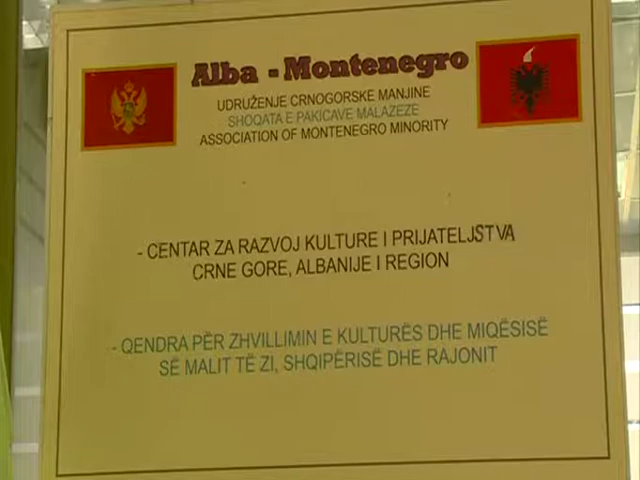 Alba - Montenegro
UDRUŽENJE CRNOGORSKE MANJINE
SHOQATA E PAKICAVE MALAZEZE
ASSOCIATION OF MONTENEGRO MINORITY
- CENTAR ZA RAZVOJ KULTURE I PRIJATELJSTVA
CRNE GORE, ALBANIJE I REGION
- QENDRA PËR ZHVILLIMIN E KULTURËS DHE MIQËSISË
SË MALIT TË ZI, SHQIPËRISË DHE RAJONIT